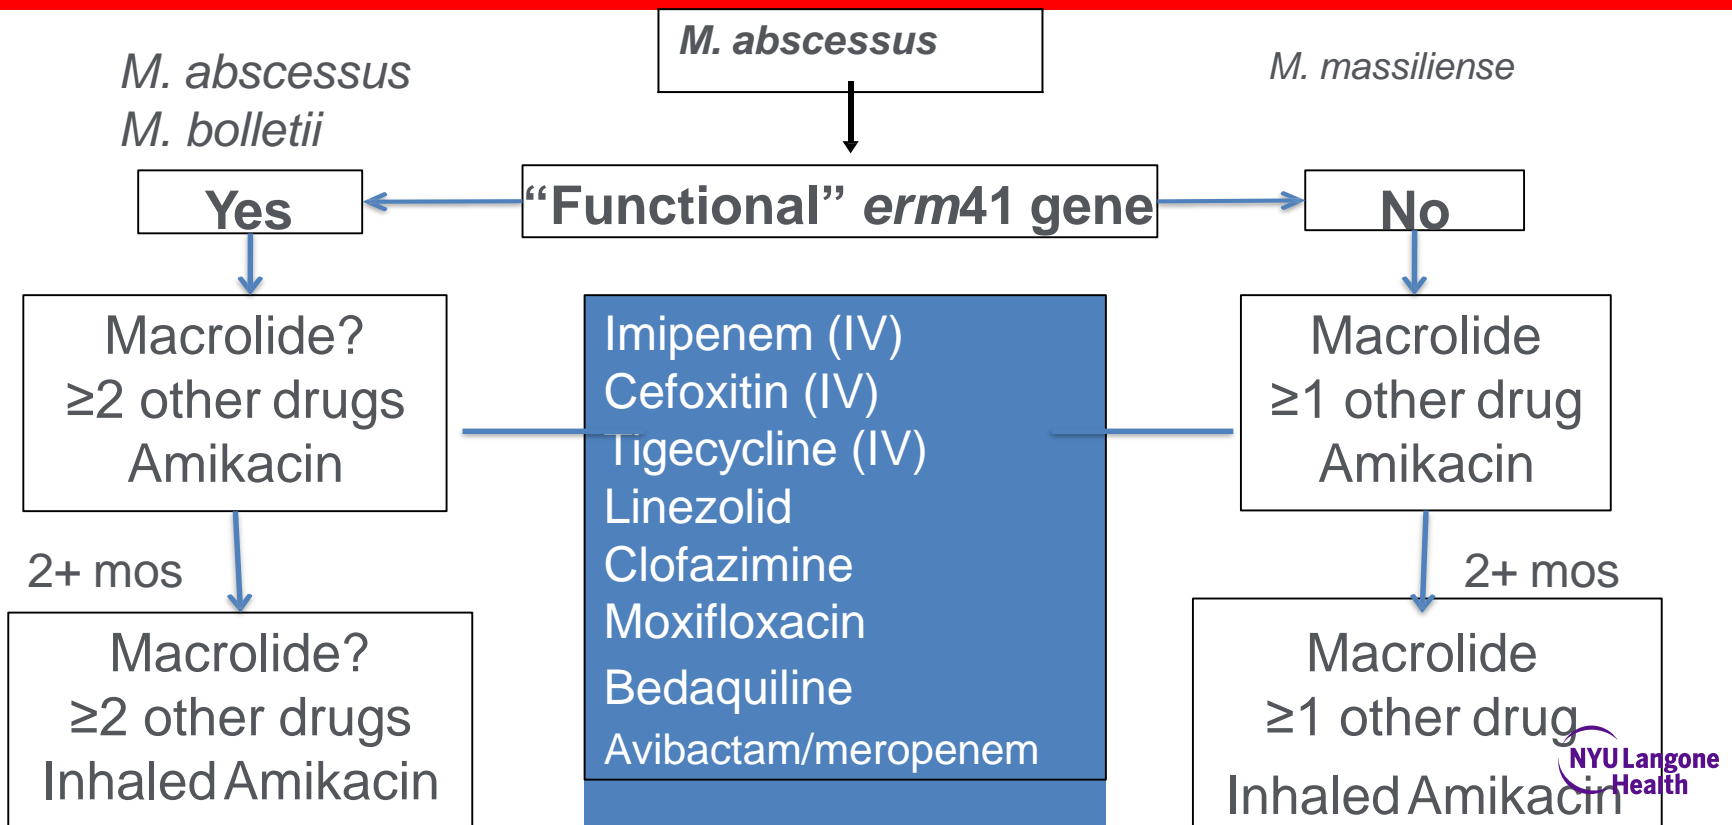 M. abscessus
M. abscessus
M. bolletii
M. massiliense
Yes
“Functional” erm41 gene
No
Macrolide?
≥2 other drugs
Amikacin
Imipenem (IV)
Cefoxitin (IV)
Tigecycline (IV)
Linezolid
Clofazimine
Moxifloxacin
Bedaquiline
Avibactam/meropenem
Macrolide
≥1 other drug
Amikacin
2+ mos
2+ mos
Macrolide?
≥2 other drugs
Inhaled Amikacin
Macrolide
≥1 other drug
Inhaled Amikacin
NYU Langone
Health